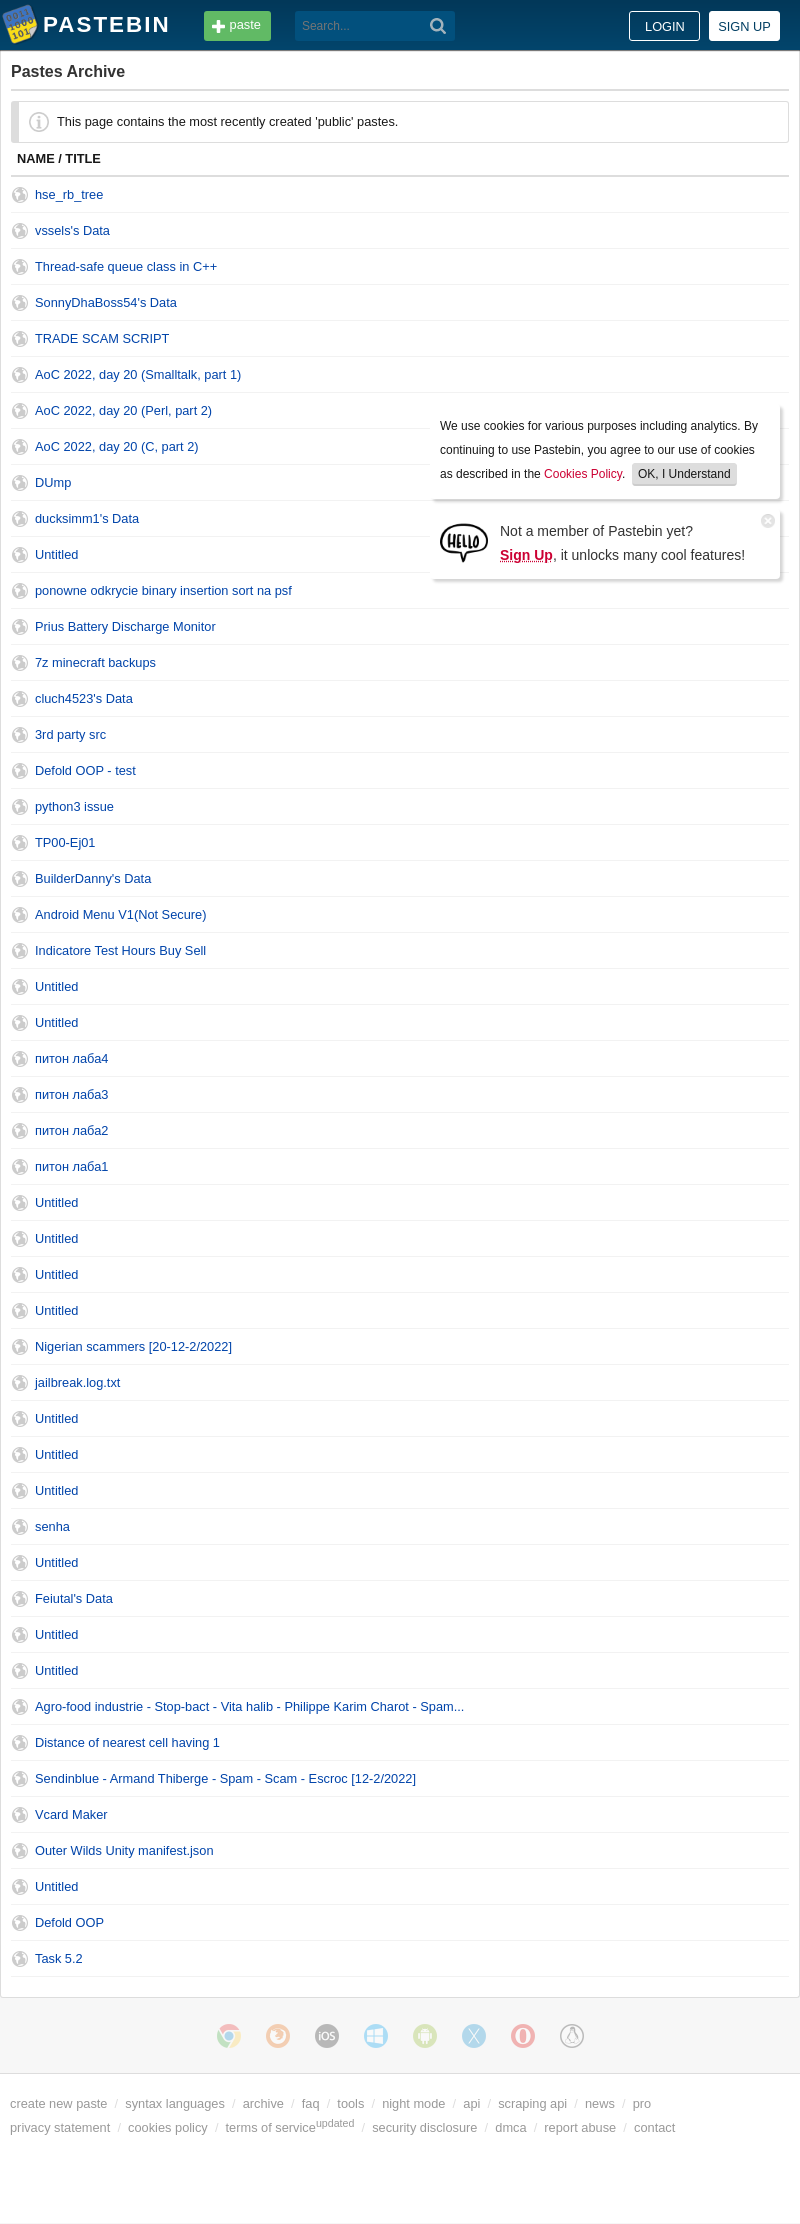 PASTEBIN paste Search... LOGIN SIGN UP
Pastes Archive
This page contains the most recently created 'public' pastes.
NAME / TITLE
hse_rb_tree
vssels's Data
Thread-safe queue class in C++
SonnyDhaBoss54's Data
TRADE SCAM SCRIPT
AoC 2022, day 20 (Smalltalk, part 1)
AoC 2022, day 20 (Perl, part 2)
AoC 2022, day 20 (C, part 2)
DUmp
ducksimm1's Data
Untitled
We use cookies for various purposes including analytics. By
continuing to use Pastebin, you agree to our use of cookies
as described in the Cookies Policy. OK, I Understand
HELLO
Not a member of Pastebin yet?
Sign Up, it unlocks many cool features!
ponowne odkrycie binary insertion sort na psf
Prius Battery Discharge Monitor
7z minecraft backups
cluch4523's Data
3rd party src
Defold OOP - test
python3 issue
TP00-Ej01
BuilderDanny's Data
Android Menu V1(Not Secure)
Indicatore Test Hours Buy Sell
Untitled
Untitled
питон лаба4
питон лаба3
питон лаба2
питон лаба1
Untitled
Untitled
Untitled
Untitled
Nigerian scammers [20-12-2/2022]
jailbreak.log.txt
Untitled
Untitled
Untitled
senha
Untitled
Feiutal's Data
Untitled
Untitled
Agro-food industrie - Stop-bact - Vita halib - Philippe Karim Charot - Spam...
Distance of nearest cell having 1
Sendinblue - Armand Thiberge - Spam - Scam - Escroc [12-2/2022]
Vcard Maker
Outer Wilds Unity manifest.json
Untitled
Defold OOP
Task 5.2
iOS
create new paste / syntax languages / archive / faq / tools / night mode / api / scraping api / news / pro
privacy statement / cookies policy / terms of service updated / security disclosure / dmca / report abuse / contact